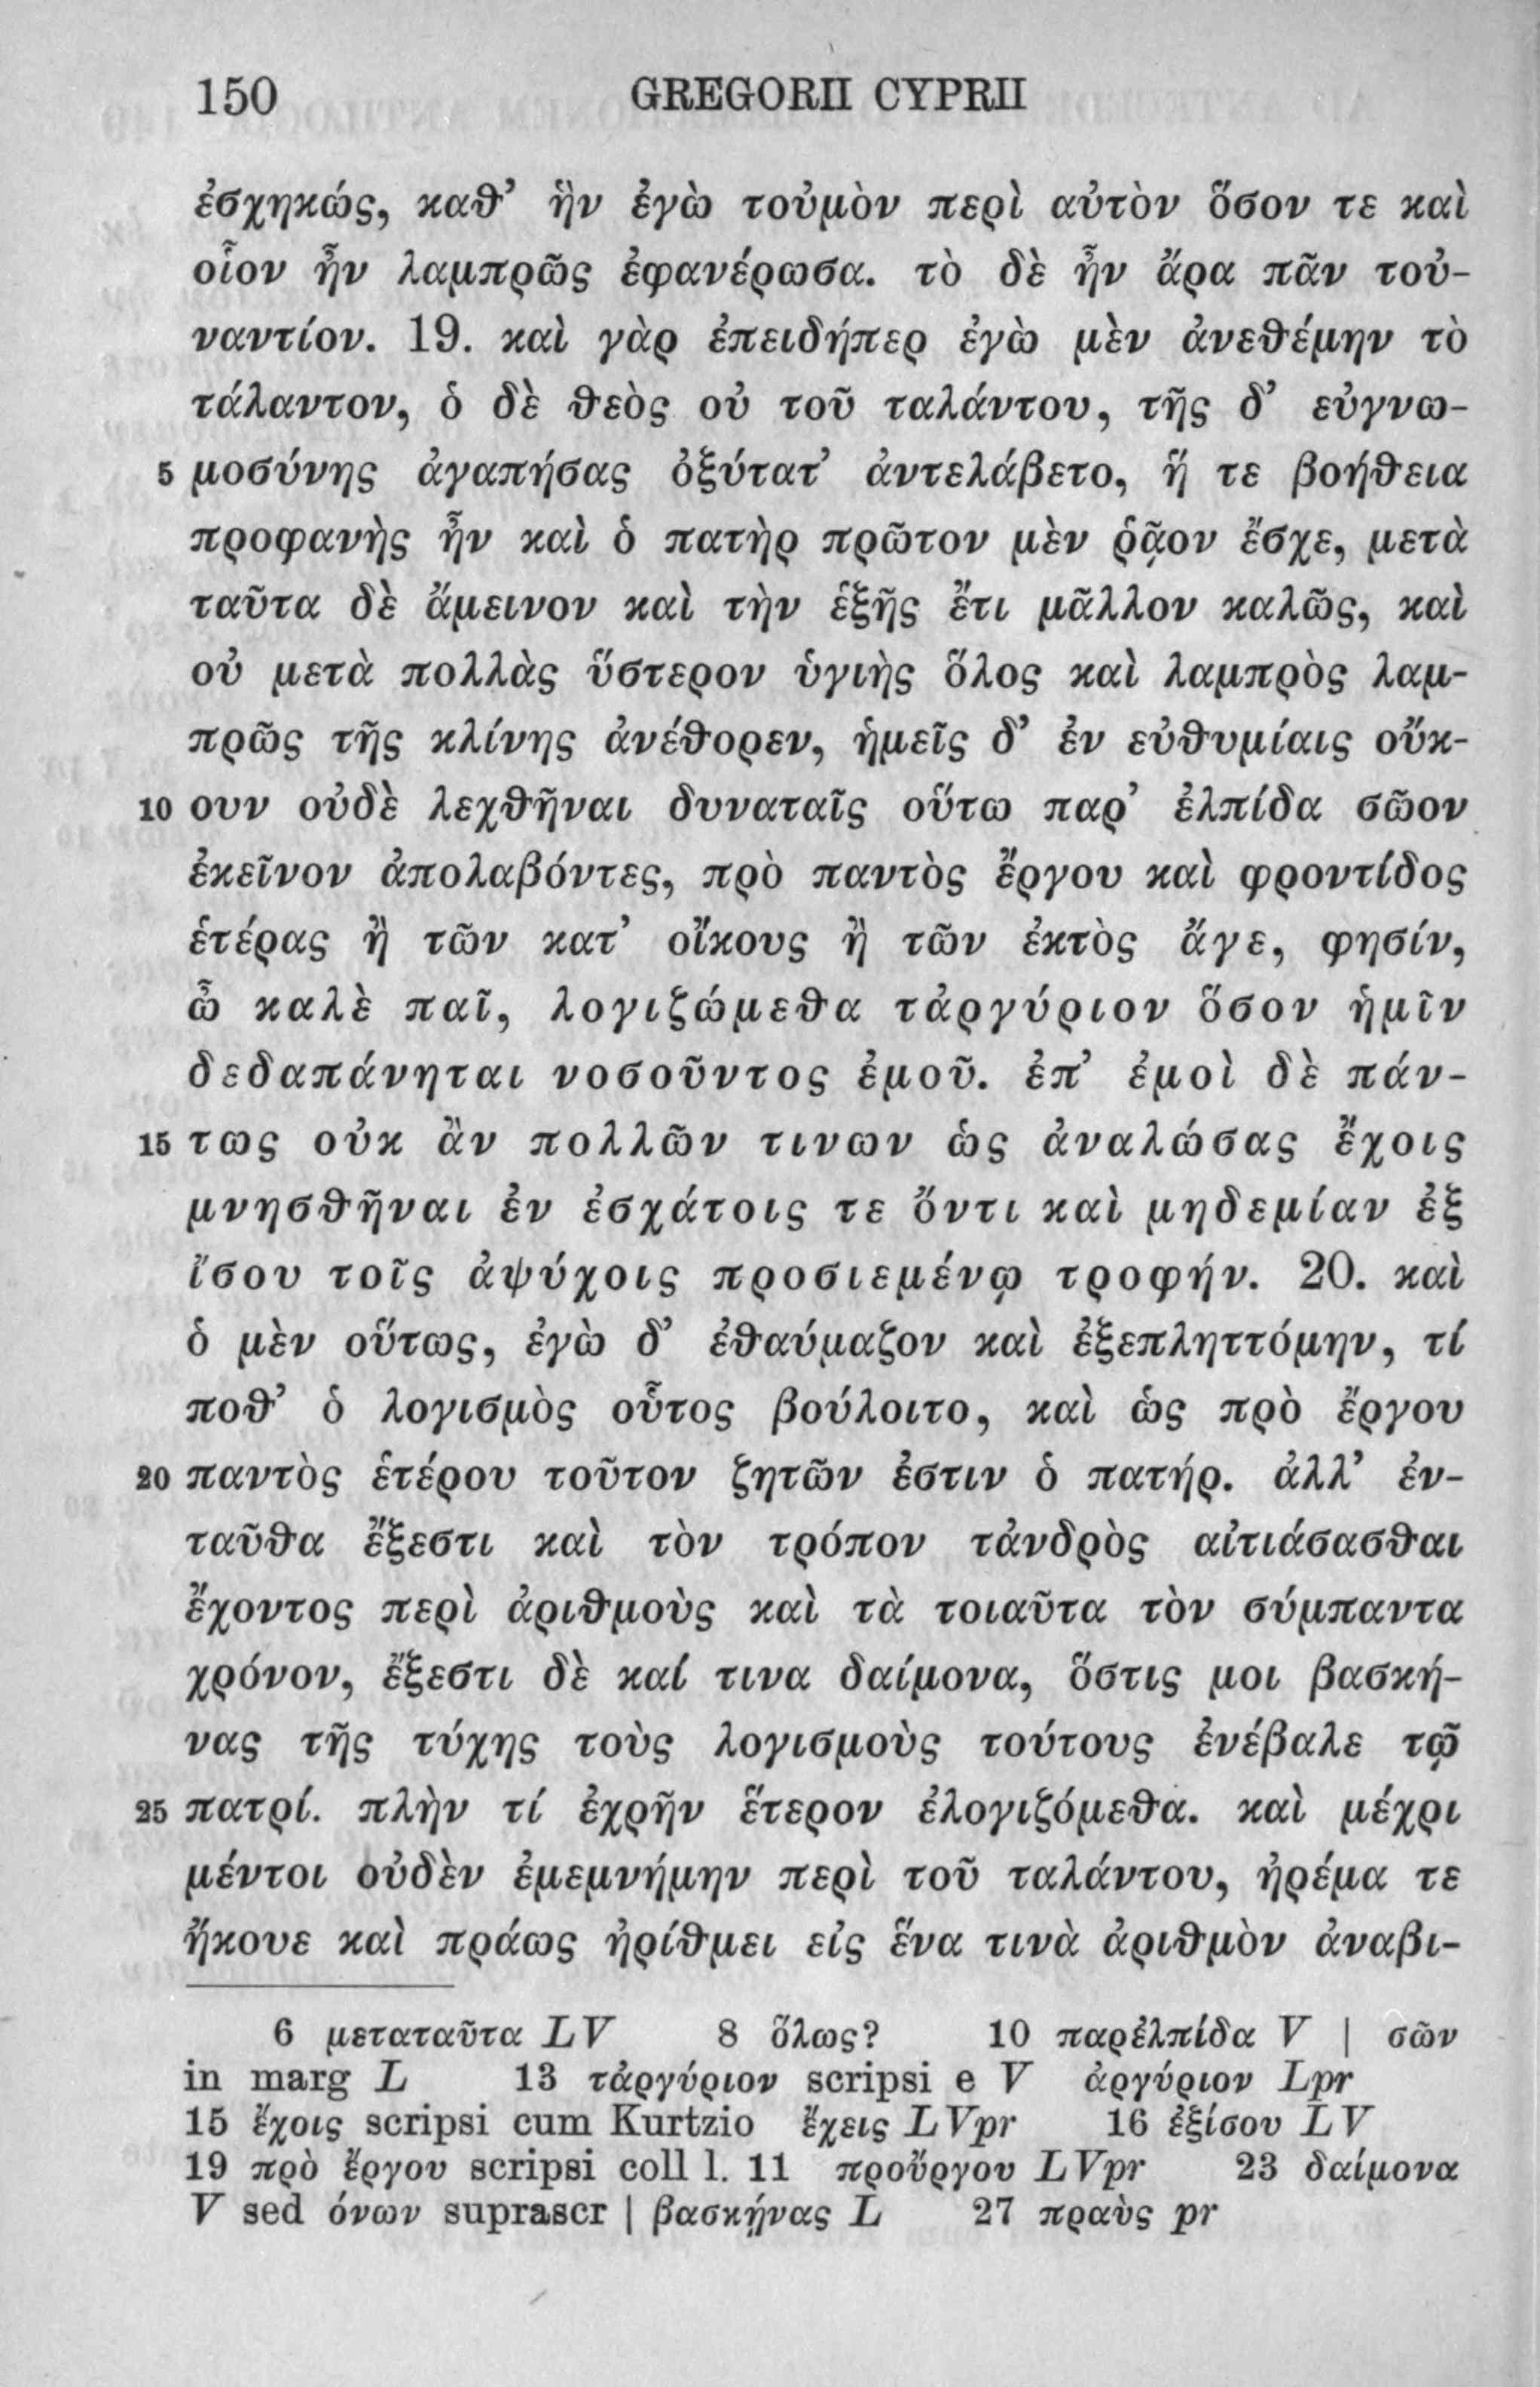 150 GREGORII CYPRII
ἐσχηκώς, καθ’ ἣν ἐγὼ τοὐμὸν περὶ αὐτὸν ὅσον τε καὶ
οἷον ἦν λαμπρῶς ἐφανέρωσα. τὸ δὲ ἦν ἄρα πᾶν τοὐ-
ναντίον. 19. καὶ γὰρ ἐπειδήπερ ἐγὼ μὲν ἀνεθέμην τὸ
τάλαντον, ὁ δὲ θεὸς οὐ τοῦ ταλάντου, τῆς δ’ εὐγνω-
5 μοσύνης ἀγαπήσας ὀξύτατ’ ἀντελάβετο, ἥ τε βοήθεια
προφανὴς ἦν καὶ ὁ πατὴρ πρῶτον μὲν ῥᾷον ἔσχε, μετὰ
ταῦτα δὲ ἄμεινον καὶ τὴν ἑξῆς ἔτι μᾶλλον καλῶς, καὶ
οὐ μετὰ πολλὰς ὕστερον ὑγιὴς ὅλος καὶ λαμπρὸς λαμ-
πρῶς τῆς κλίνης ἀνέθορεν, ἡμεῖς δ’ ἐν εὐθυμίαις οὔκ-
10 ουν οὐδὲ λεχθῆναι δυναταῖς οὕτω παρ’ ἐλπίδα σῶον
ἐκεῖνον ἀπολαβόντες, πρὸ παντὸς ἔργου καὶ φροντίδος
ἑτέρας ἢ τῶν κατ’ οἴκους ἢ τῶν ἐκτὸς ἄγε, φησίν,
ὦ καλὲ παῖ, λογιζώμεθα τἀργύριον ὅσον ἡμῖν
δεδαπάνηται νοσοῦντος ἐμοῦ. ἐπ’ ἐμοὶ δὲ πάν-
15 τως οὐκ ἂν πολλῶν τινων ὡς ἀναλώσας ἔχοις
μνησθῆναι ἐν ἐσχάτοις τε ὄντι καὶ μηδεμίαν ἐξ
ἴσου τοῖς ἀψύχοις προσιεμένῳ τροφήν. 20. καὶ
ὁ μὲν οὕτως, ἐγὼ δ’ ἐθαύμαζον καὶ ἐξεπληττόμην, τί
ποθ’ ὁ λογισμὸς οὗτος βούλοιτο, καὶ ὡς πρὸ ἔργου
20 παντὸς ἑτέρου τοῦτον ζητῶν ἐστιν ὁ πατήρ. ἀλλ’ ἐν-
ταῦθα ἔξεστι καὶ τὸν τρόπον τἀνδρὸς αἰτιάσασθαι
ἔχοντος περὶ ἀριθμοὺς καὶ τὰ τοιαῦτα τὸν σύμπαντα
χρόνον, ἔξεστι δὲ καί τινα δαίμονα, ὅστις μοι βασκή-
νας τῆς τύχης τοὺς λογισμοὺς τούτους ἐνέβαλε τῷ
25 πατρί. πλὴν τί ἐχρῆν ἕτερον ἐλογιζόμεθα. καὶ μέχρι
μέντοι οὐδὲν ἐμεμνήμην περὶ τοῦ ταλάντου, ἠρέμα τε
ἤκουε καὶ πράως ἠρίθμει εἰς ἕνα τινὰ ἀριθμὸν ἀναβι-
6 μεταταῦτα LV 8 ὅλως? 10 παρἐλπίδα V | σῶν
in marg L 13 τἀργύριον scripsi e V ἀργύριον Lpr
15 ἔχοις scripsi cum Kurtzio ἔχεις LVpr 16 ἐξίσου LV
19 πρὸ ἔργου scripsi coll l. 11 προὔργου LVpr 23 δαίμονα
V sed όνων suprascr | βασκῄνας L 27 πραὺς pr